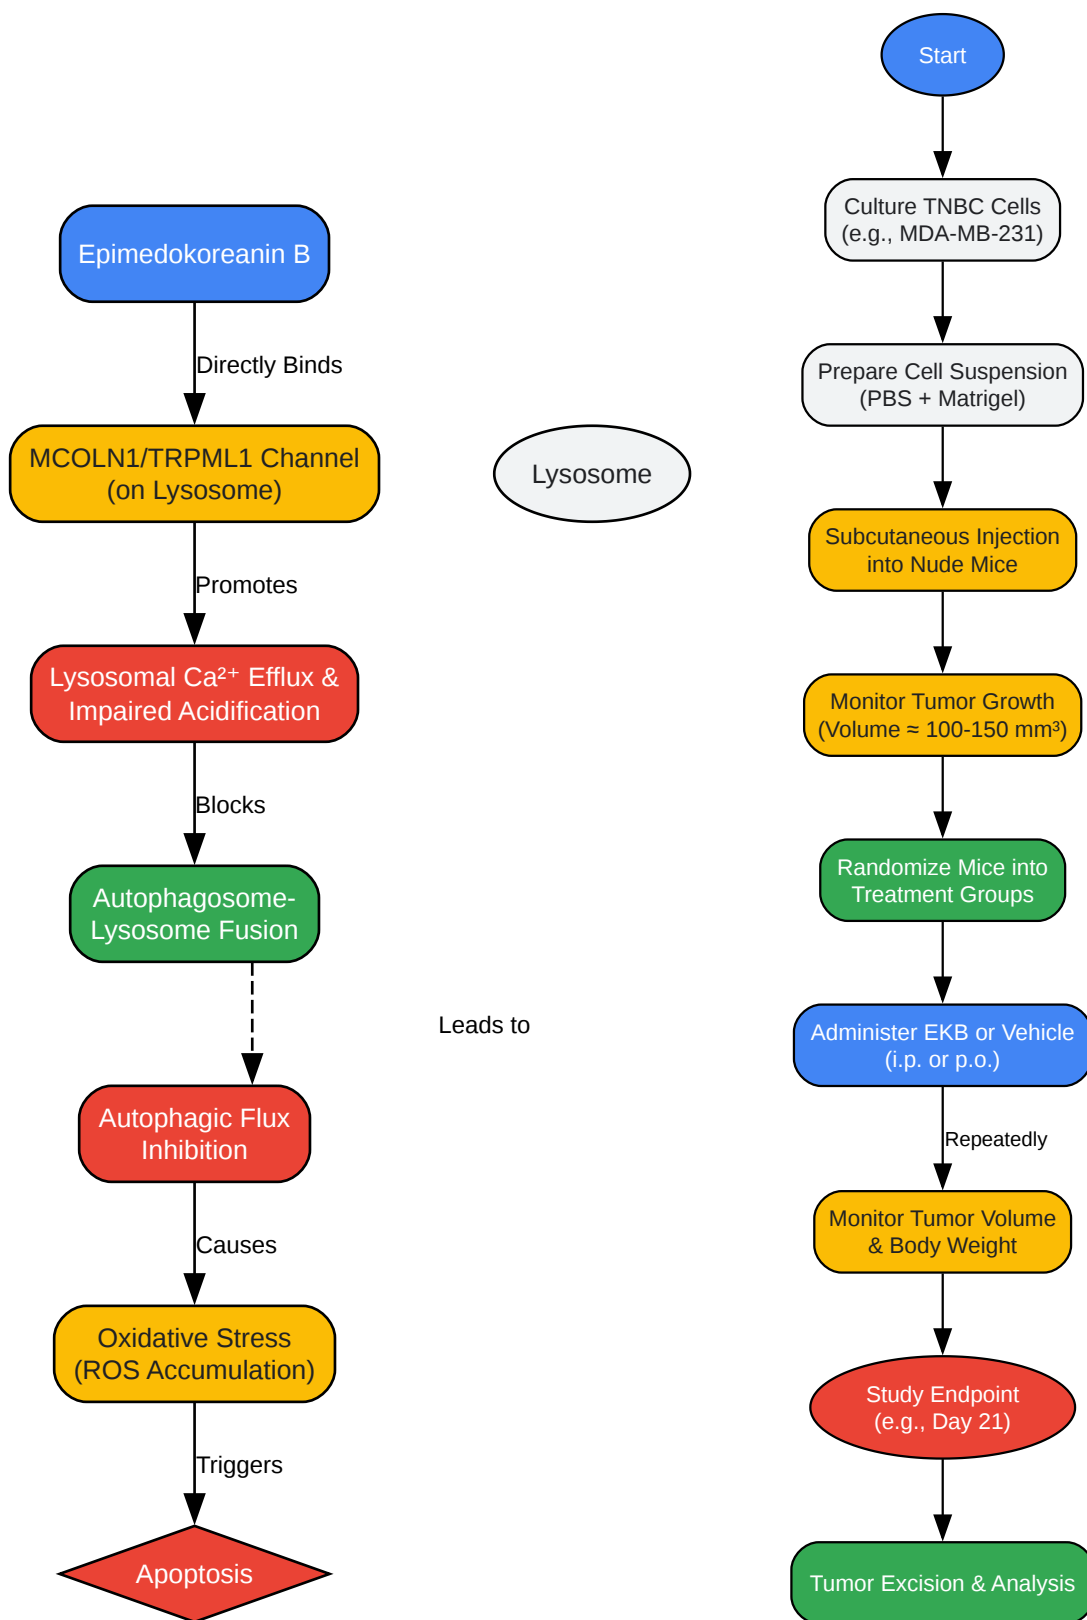 Epimedokoreanin B
Directly Binds
MCOLN1/TRPML1 Channel
(on Lysosome)
Promotes
Lysosomal Ca²⁺ Efflux &
Impaired Acidification
Blocks
Autophagosome-
Lysosome Fusion
Leads to
Autophagic Flux
Inhibition
Causes
Oxidative Stress
(ROS Accumulation)
Triggers
Apoptosis
Lysosome
Start
Culture TNBC Cells
(e.g., MDA-MB-231)
Prepare Cell Suspension
(PBS + Matrigel)
Subcutaneous Injection
into Nude Mice
Monitor Tumor Growth
(Volume ≈ 100-150 mm³)
Randomize Mice into
Treatment Groups
Administer EKB or Vehicle
(i.p. or p.o.)
Repeatedly
Monitor Tumor Volume
& Body Weight
Study Endpoint
(e.g., Day 21)
Tumor Excision & Analysis